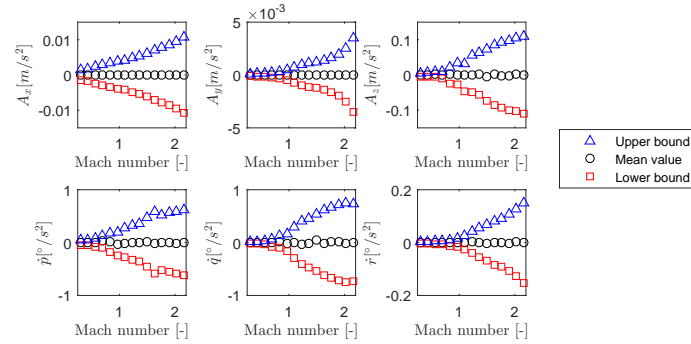 ×10⁻³
0.01
0
-0.01
A_x[m/s²]
1
2
Mach number [-]
5
0
-5
A_y[m/s²]
1
2
Mach number [-]
0.1
0
-0.1
A_z[m/s²]
1
2
Mach number [-]
Upper bound
Mean value
Lower bound
1
0
-1
ṗ[°/s²]
1
2
Mach number [-]
1
0
-1
q̇[°/s²]
1
2
Mach number [-]
0.2
0
-0.2
ṙ[°/s²]
1
2
Mach number [-]